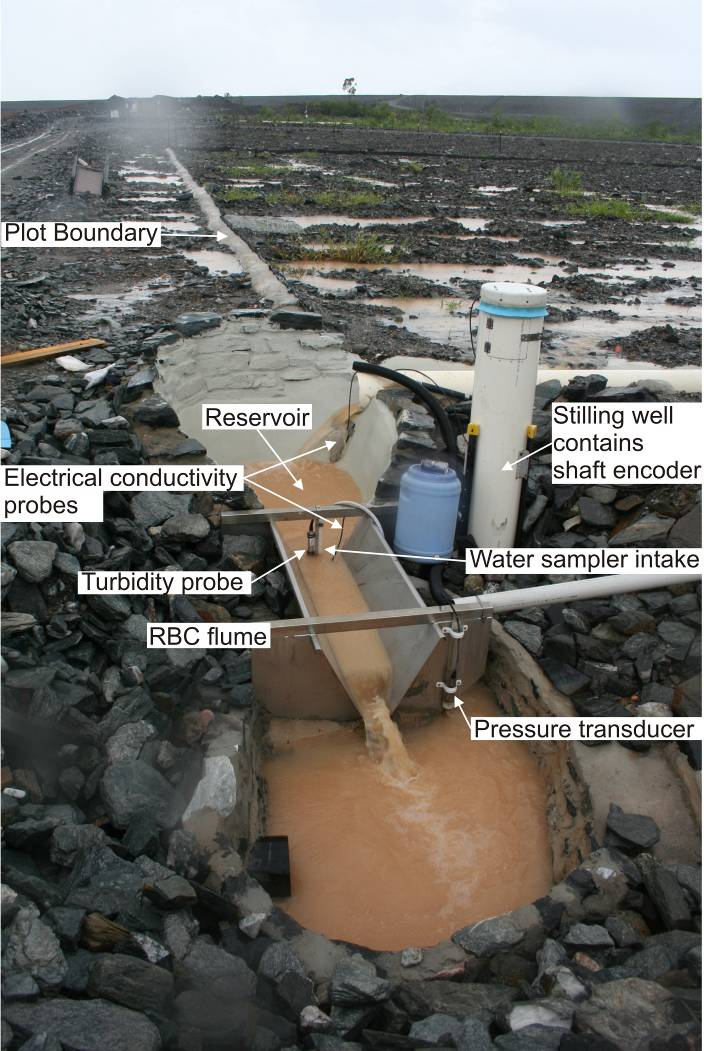 Plot Boundary
Reservoir
Stilling well
contains
shaft encoder
Electrical conductivity
probes
Water sampler intake
Turbidity probe
RBC flume
Pressure transducer